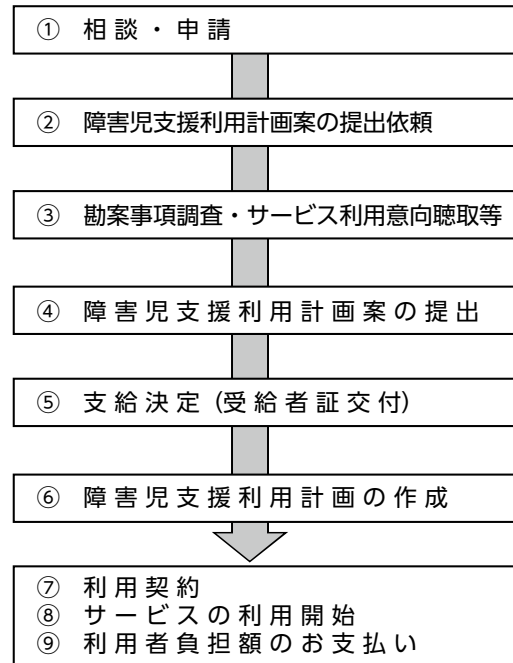 ① 相談・申請
② 障害児支援利用計画案の提出依頼
③ 勘案事項調査・サービス利用意向聴取等
④ 障害児支援利用計画案の提出
⑤ 支給決定（受給者証交付）
⑥ 障害児支援利用計画の作成
⑦ 利用契約
⑧ サービスの利用開始
⑨ 利用者負担額のお支払い